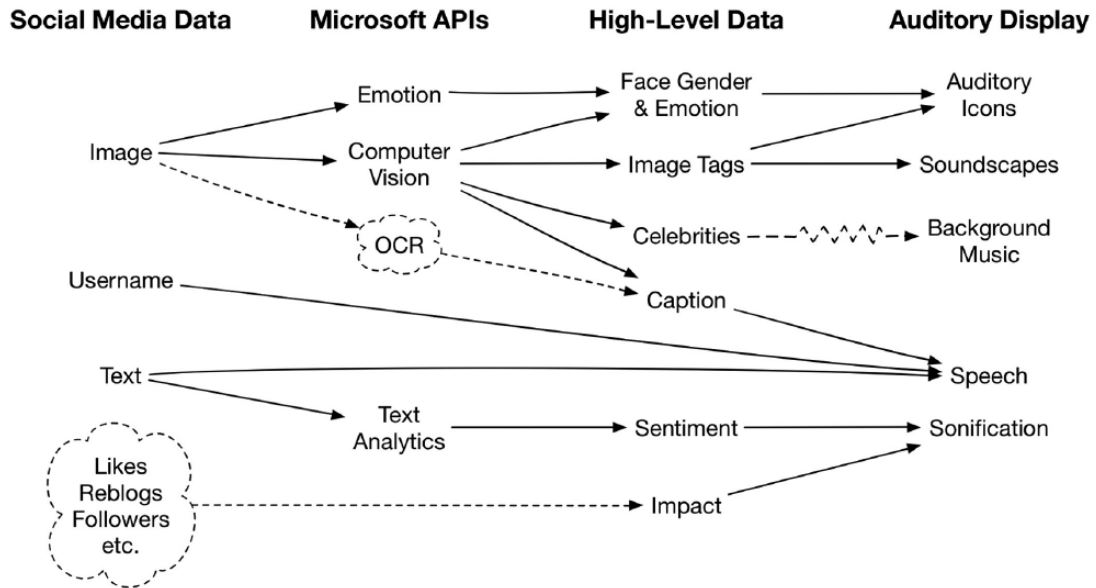 Social Media Data
Microsoft APIs
High-Level Data
Auditory Display
Image
Username
Text
Likes
Reblogs
Followers
etc.
Emotion
Computer
Vision
OCR
Text
Analytics
Face Gender
& Emotion
Image Tags
Celebrities
Caption
Sentiment
Impact
Auditory
Icons
Soundscapes
Background
Music
Speech
Sonification